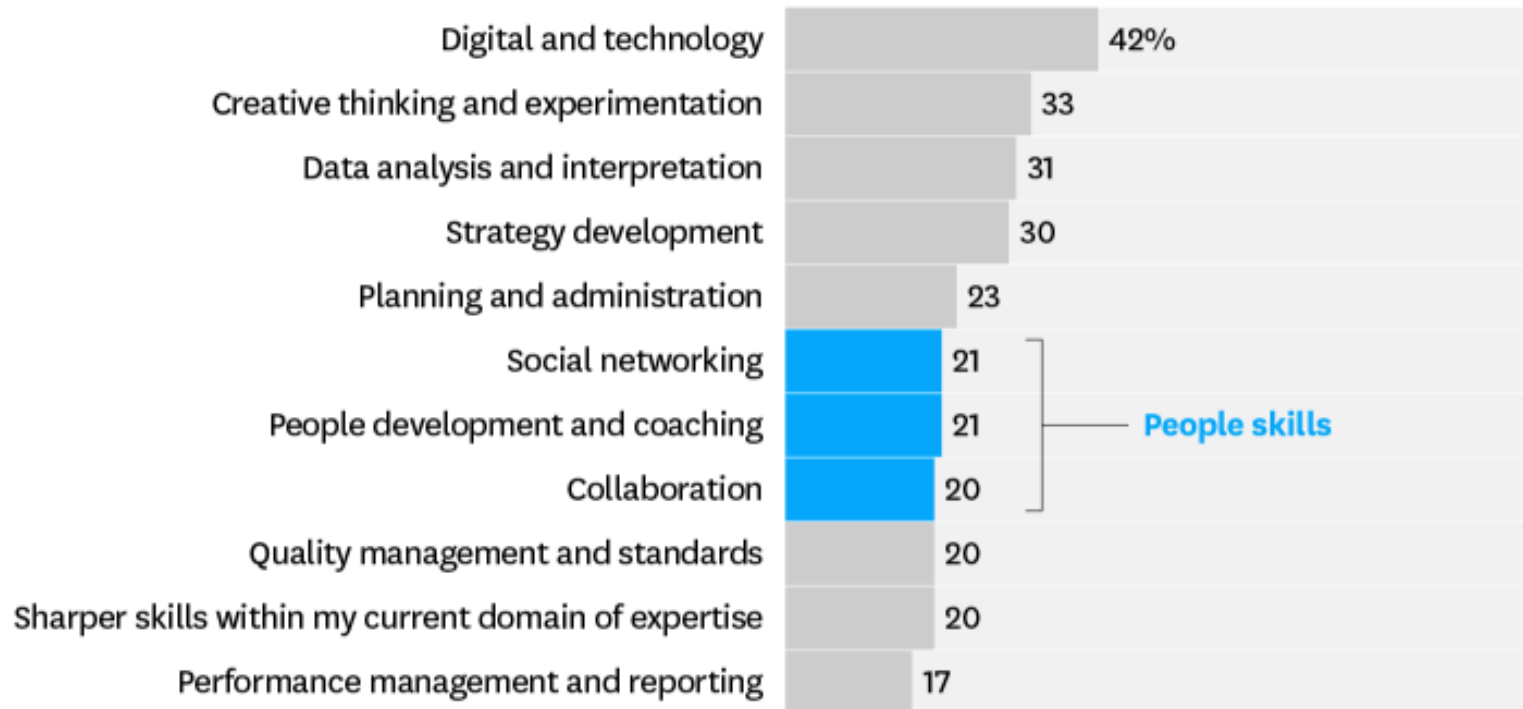 Digital and technology 42%
Creative thinking and experimentation 33
Data analysis and interpretation 31
Strategy development 30
Planning and administration 23
Social networking 21
People development and coaching 21 People skills
Collaboration 20
Quality management and standards 20
Sharper skills within my current domain of expertise 20
Performance management and reporting 17